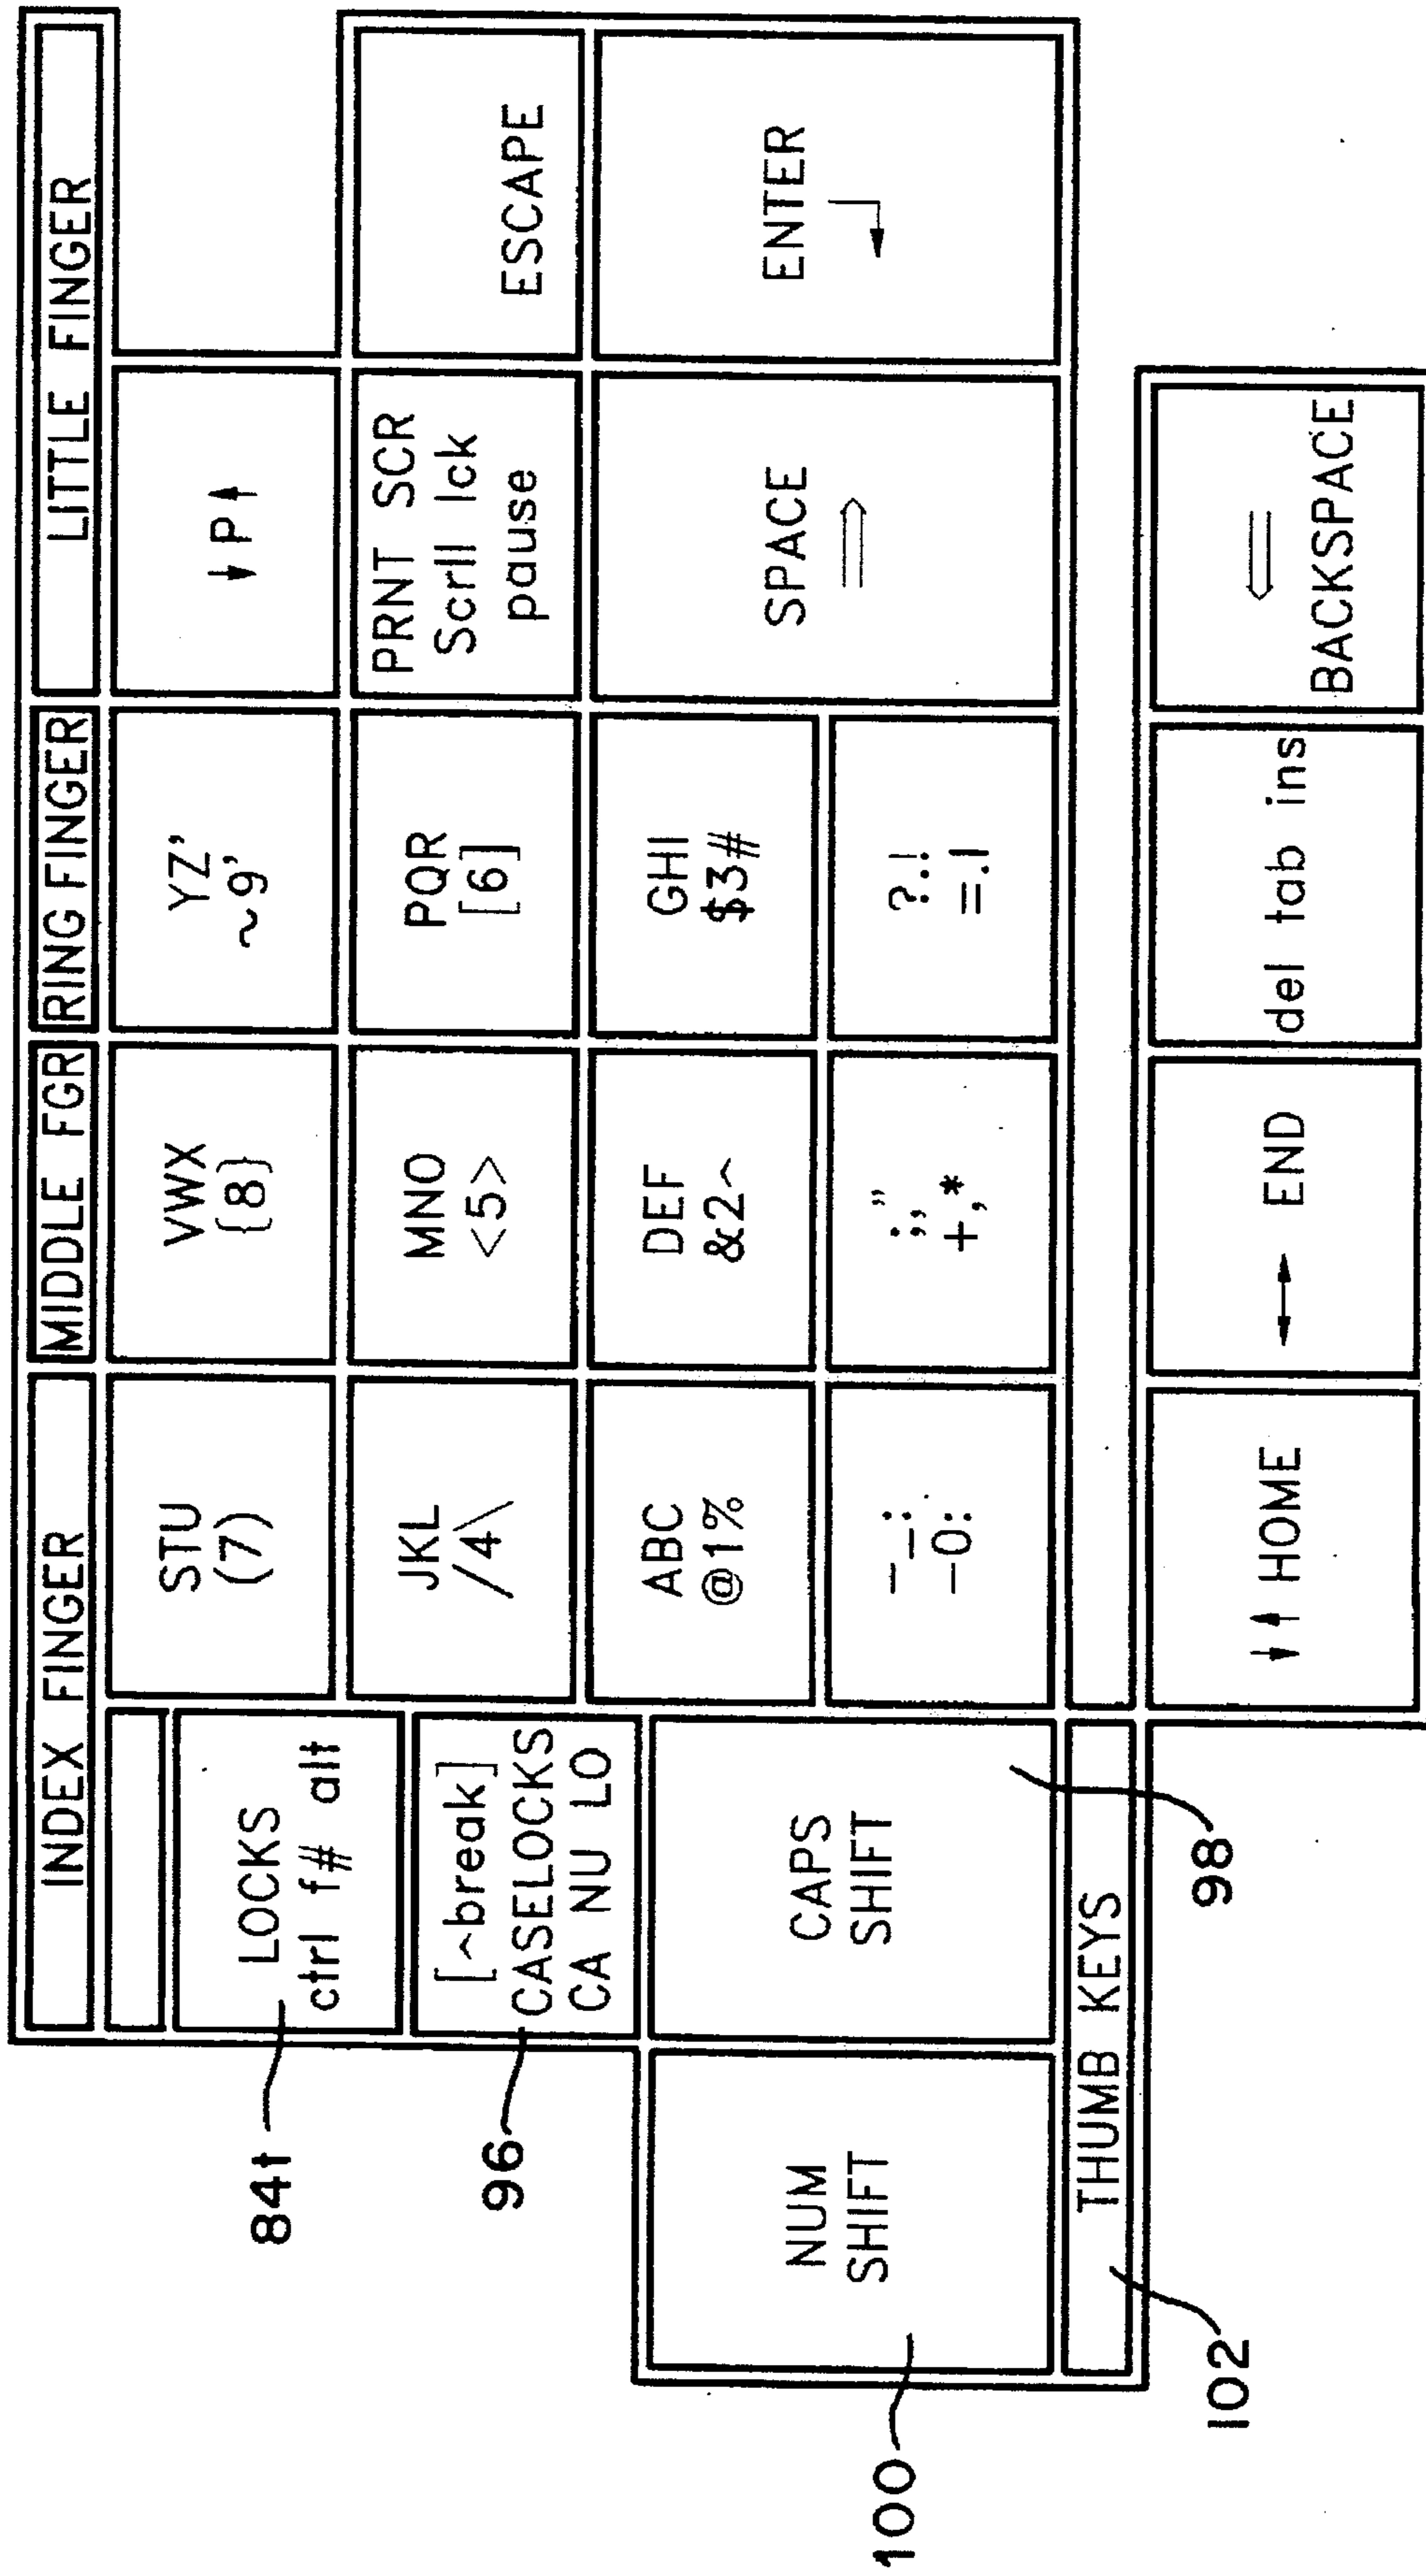 INDEX FINGER
MIDDLE FGR
RING FINGER
LITTLE FINGER
84t
LOCKS
ctrl f# alt
STU
(7)
VWX
{8}
YZ'
~9'
↓P↑
96
[^break]
CASELOCKS
CA NU LO
JKL
/4\
MNO
<5>
PQR
[6]
PRNT SCR
Scrll lck
pause
ESCAPE
100
NUM
SHIFT
CAPS
SHIFT
98
ABC
@1%
DEF
&2^
GHI
$3#
SPACE
⇒
ENTER
↵
-_:
-0:
;,"
+,*
?.!
=.!
102
THUMB KEYS
↓↑ HOME
↔ END
del tab ins
⇐
BACKSPACE